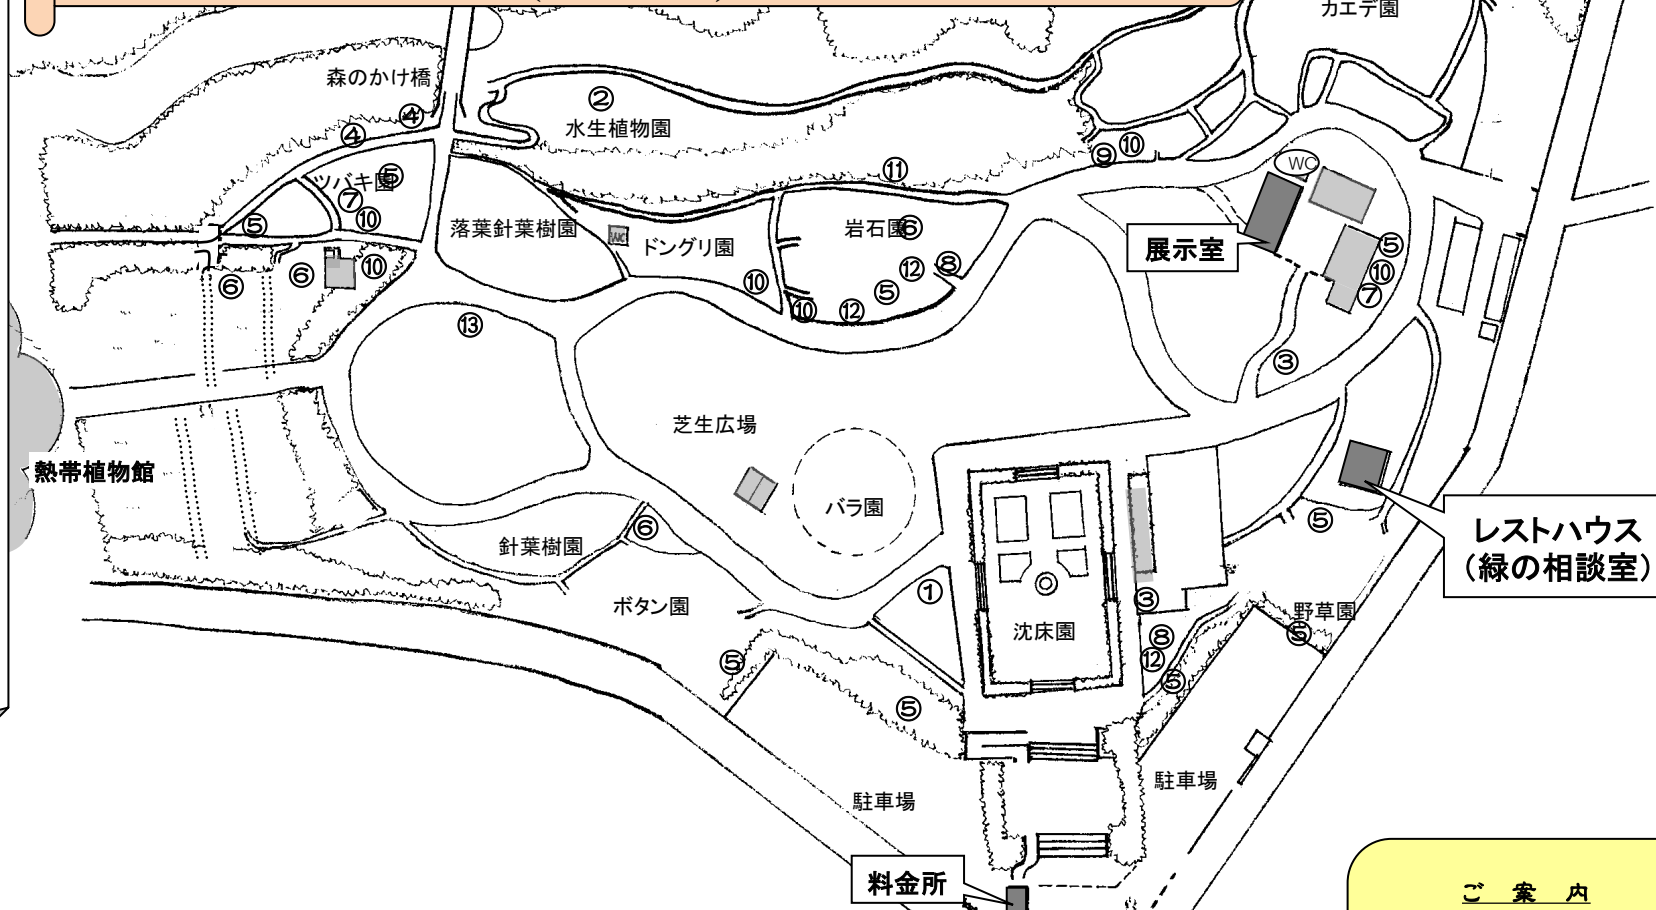 カエデ園
森のかけ橋
④
④
②
水生植物園
⑨
⑩
⑪
WC
ツバキ園
⑤
⑦
⑩
⑤
落葉針葉樹園
WC
ドングリ園
岩石園
⑥
展示室
⑤
⑩
⑦
⑥
⑥
⑩
⑩
⑩
⑫
⑤
⑫
⑧
⑬
③
芝生広場
熱帯植物館
バラ園
針葉樹園
⑥
⑤
レストハウス
（緑の相談室）
ボタン園
①
③
沈床園
野草園
⑤
⑧
⑫
⑤
⑤
⑤
駐車場
駐車場
料金所
ご 案 内